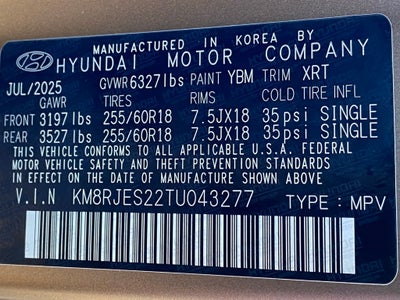 MANUFACTURED IN KOREA BY
HYUNDAI MOTOR COMPANY
JUL/2025 GVWR 6327lbs PAINT YBM TRIM XRT
GAWR TIRES RIMS COLD TIRE INFL
FRONT 3197lbs 255/60R18 7.5JX18 35psi SINGLE
REAR 3527lbs 255/60R18 7.5JX18 35psi SINGLE
THIS VEHICLE CONFORMS TO ALL APPLICABLE U.S.A. FEDERAL
MOTOR VEHICLE SAFETY AND THEFT PREVENTION STANDARDS
IN EFFECT ON THE DATE OF MANUFACTURE SHOWN ABOVE
V.I.N KM8RJES22TU043277 TYPE: MPV